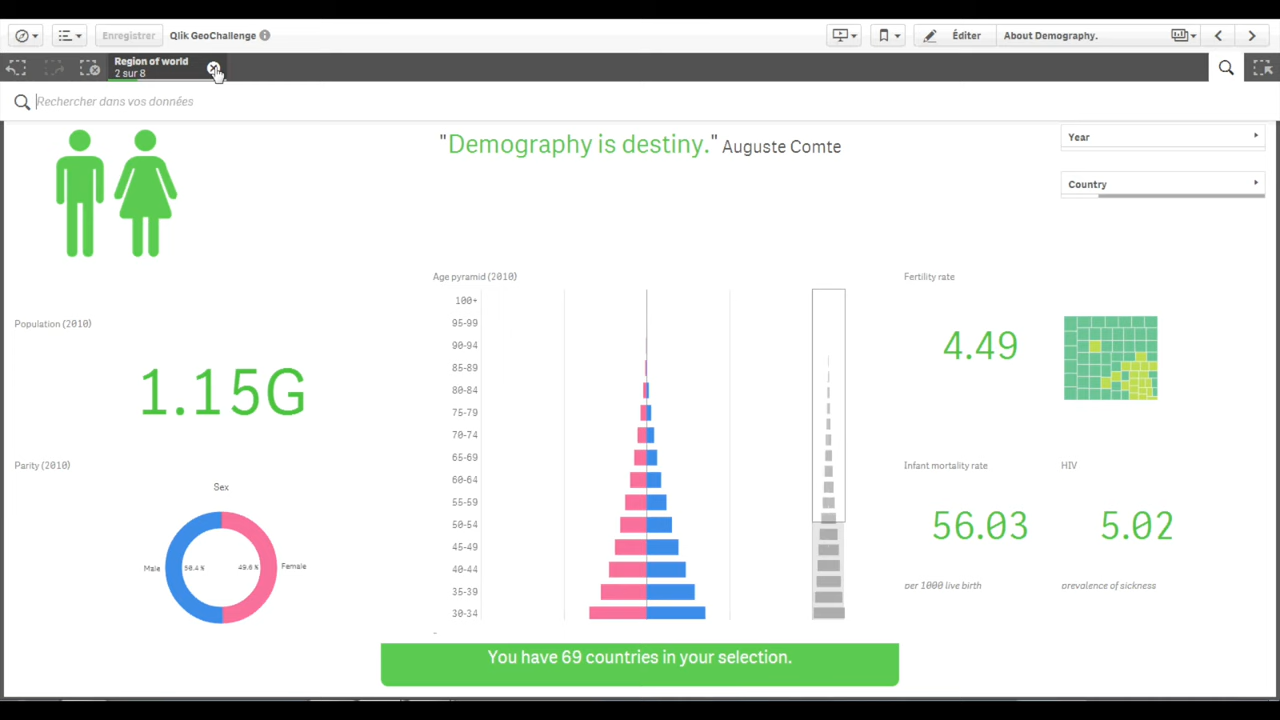 Enregistrer
Qlik GeoChallenge
Éditer
About Demography.
Region of world
2 sur 8
Rechercher dans vos données
"Demography is destiny." Auguste Comte
Year
Country
Population (2010)
1.15G
Parity (2010)
Sex
Male
50.4 %
49.6 %
Female
Age pyramid (2010)
100+
95-99
90-94
85-89
80-84
75-79
70-74
65-69
60-64
55-59
50-54
45-49
40-44
35-39
30-34
Fertility rate
4.49
Infant mortality rate
56.03
per 1000 live birth
HIV
5.02
prevalence of sickness
You have 69 countries in your selection.